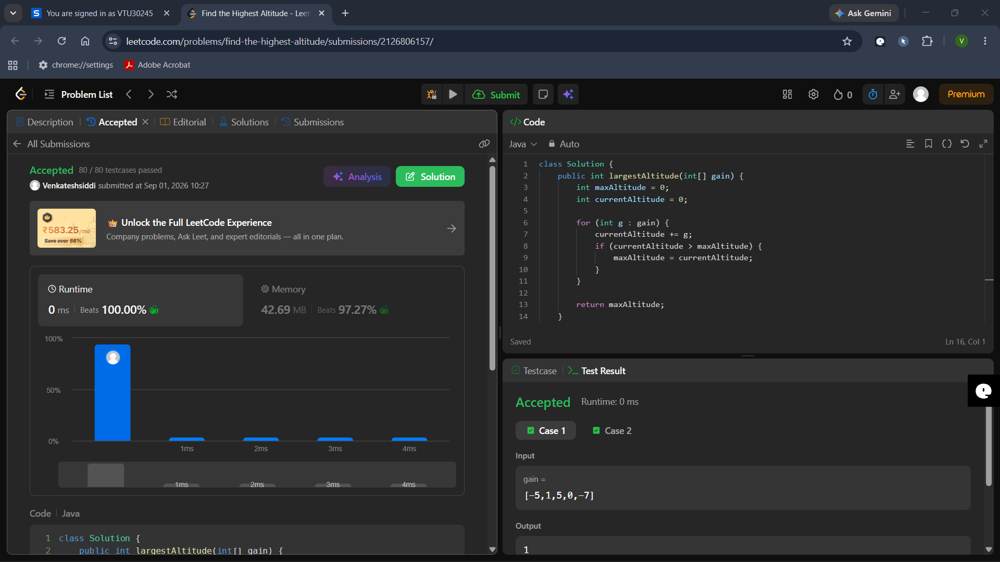 You are signed in as VTU30245
Find the Highest Altitude - Leet
Ask Gemini
leetcode.com/problems/find-the-highest-altitude/submissions/2126806157/
V
chrome://settings
Adobe Acrobat
Problem List
Submit
0
Premium
Description
Accepted
Editorial
Solutions
Submissions
All Submissions
Accepted 80 / 80 testcases passed
Venkateshsiddi submitted at Sep 01, 2026 10:27
Analysis
Solution
₹583.25/mo
Save over 56%
Unlock the Full LeetCode Experience
Company problems, Ask Leet, and expert editorials — all in one plan.
Runtime
0 ms Beats 100.00%
Memory
42.69 MB Beats 97.27%
100%
50%
0%
1ms 2ms 3ms 4ms
1ms 2ms 3ms 4ms
Code Java
1 class Solution {
2 public int largestAltitude(int[] gain) {
</> Code
Java Auto
1 class Solution {
2 public int largestAltitude(int[] gain) {
3 int maxAltitude = 0;
4 int currentAltitude = 0;
5
6 for (int g : gain) {
7 currentAltitude += g;
8 if (currentAltitude > maxAltitude) {
9 maxAltitude = currentAltitude;
10 }
11 }
12
13 return maxAltitude;
14 }
Saved
Ln 16, Col 1
Testcase
Test Result
Accepted Runtime: 0 ms
Case 1
Case 2
Input
gain =
[-5,1,5,0,-7]
Output
1